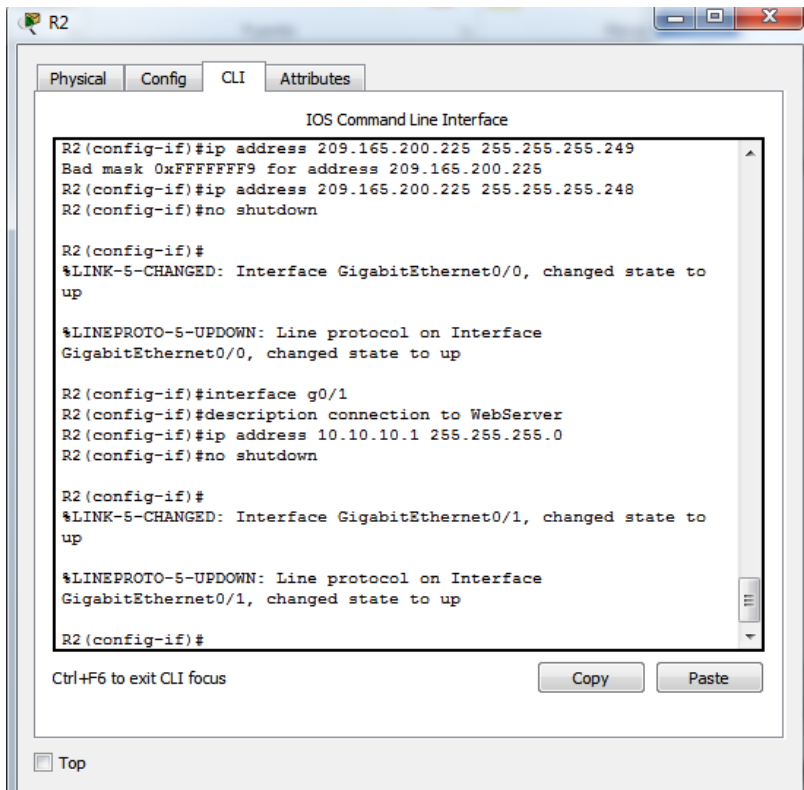 R2
Physical Config CLI Attributes
IOS Command Line Interface
R2(config-if)#ip address 209.165.200.225 255.255.255.249
Bad mask 0xFFFFFFF9 for address 209.165.200.225
R2(config-if)#ip address 209.165.200.225 255.255.255.248
R2(config-if)#no shutdown
R2(config-if)#
%LINK-5-CHANGED: Interface GigabitEthernet0/0, changed state to
up
%LINEPROTO-5-UPDOWN: Line protocol on Interface
GigabitEthernet0/0, changed state to up
R2(config-if)#interface g0/1
R2(config-if)#description connection to WebServer
R2(config-if)#ip address 10.10.10.1 255.255.255.0
R2(config-if)#no shutdown
R2(config-if)#
%LINK-5-CHANGED: Interface GigabitEthernet0/1, changed state to
up
%LINEPROTO-5-UPDOWN: Line protocol on Interface
GigabitEthernet0/1, changed state to up
R2(config-if)#
Ctrl+F6 to exit CLI focus
Copy Paste
Top